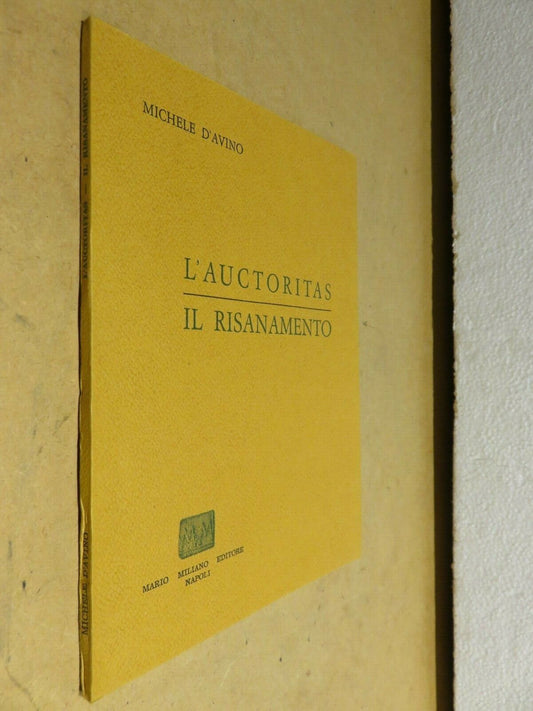 MICHELE D'AVINO
L'AUCTORITAS
IL RISANAMENTO
MARIO MILIANO EDITORE
NAPOLI
MICHELE D'AVINO
L'AUCTORITAS - IL RISANAMENTO